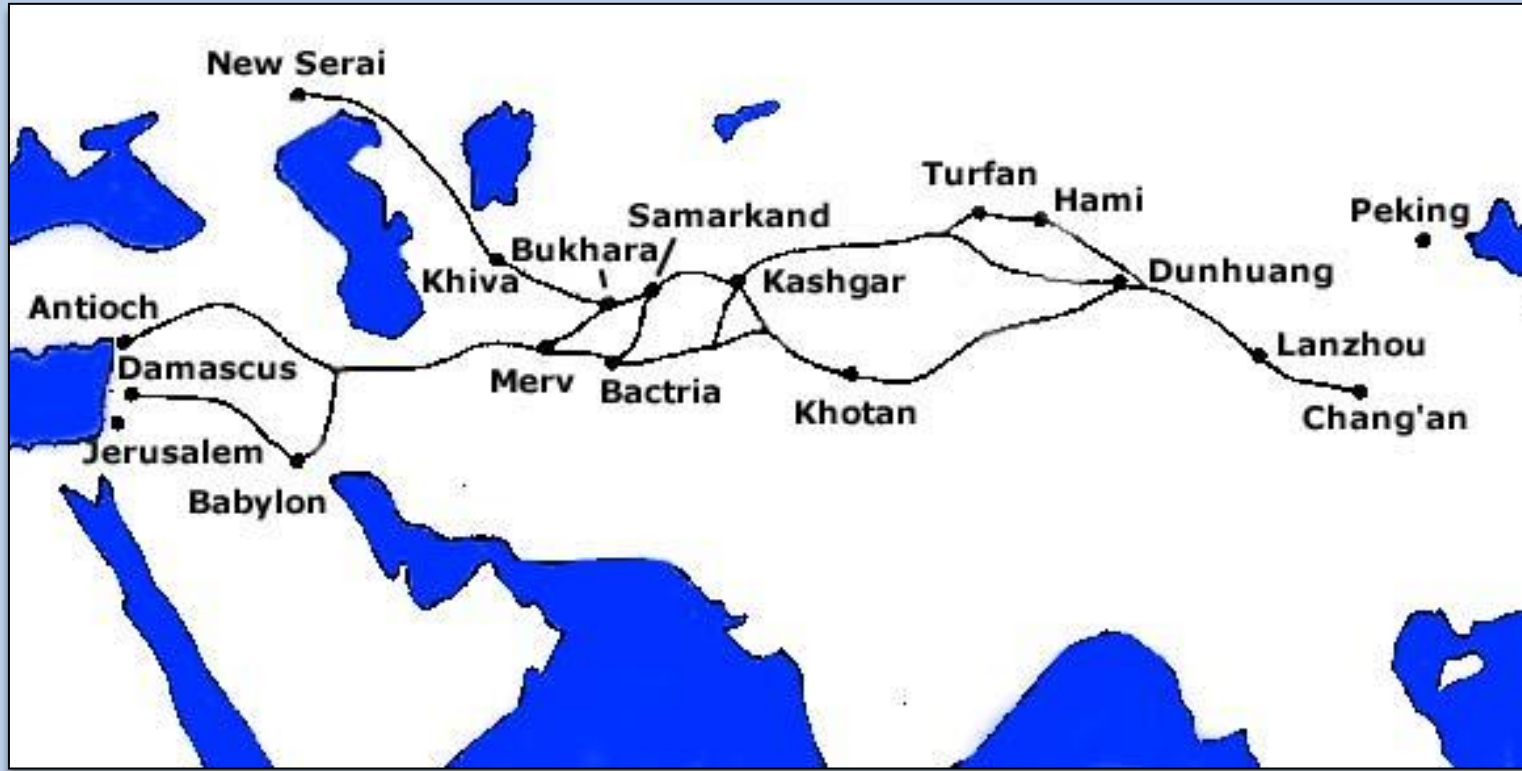 New Serai
Turfan
Hami
Samarkand
Peking
Bukhara
Khiva
Kashgar
Dunhuang
Antioch
Damascus
Lanzhou
Merv
Bactria
Khotan
Chang'an
Jerusalem
Babylon